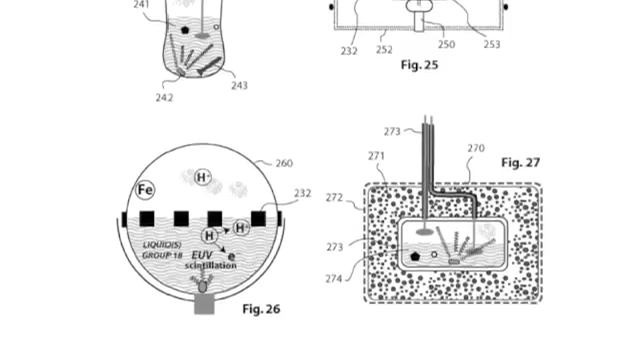 241
242
243
232
252
250
253
Fig. 25
Fe
H+
260
232
H
H+
LIQUID(S)
GROUP 18
EUV
e-
scintillation
Fig. 26
273
270
271
Fig. 27
272
273
274